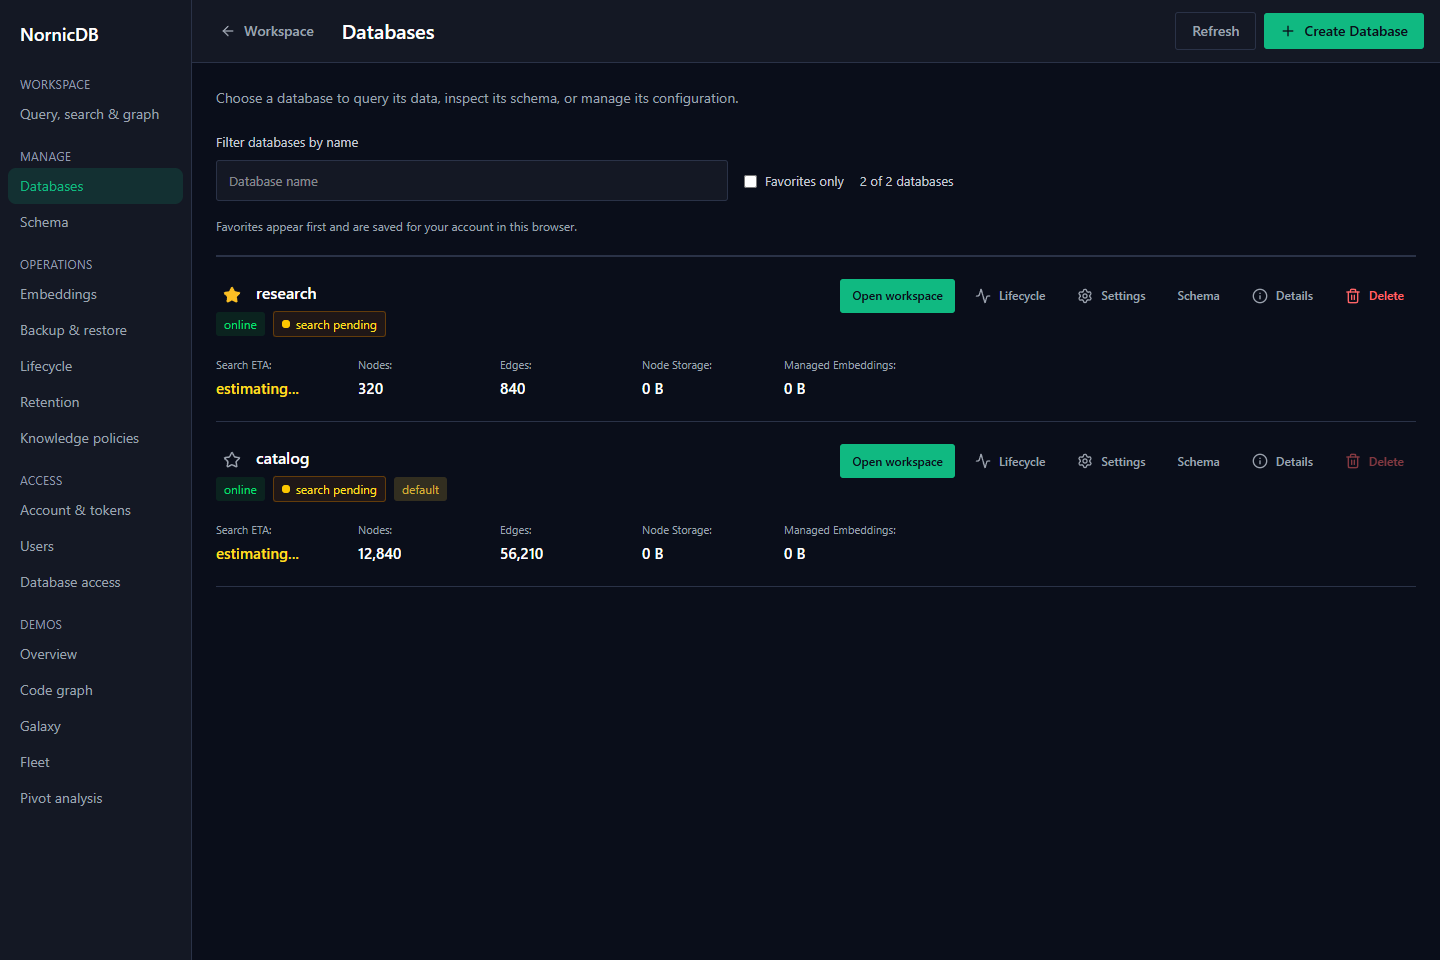 NornicDB
WORKSPACE
Query, search & graph
MANAGE
Databases
Schema
OPERATIONS
Embeddings
Backup & restore
Lifecycle
Retention
Knowledge policies
ACCESS
Account & tokens
Users
Database access
DEMOS
Overview
Code graph
Galaxy
Fleet
Pivot analysis
Workspace
Databases
Refresh
Create Database
Choose a database to query its data, inspect its schema, or manage its configuration.
Filter databases by name
Database name
Favorites only
2 of 2 databases
Favorites appear first and are saved for your account in this browser.
research
Open workspace
Lifecycle
Settings
Schema
Details
Delete
online
search pending
Search ETA:
estimating...
Nodes:
320
Edges:
840
Node Storage:
0 B
Managed Embeddings:
0 B
catalog
Open workspace
Lifecycle
Settings
Schema
Details
Delete
online
search pending
default
Search ETA:
estimating...
Nodes:
12,840
Edges:
56,210
Node Storage:
0 B
Managed Embeddings:
0 B